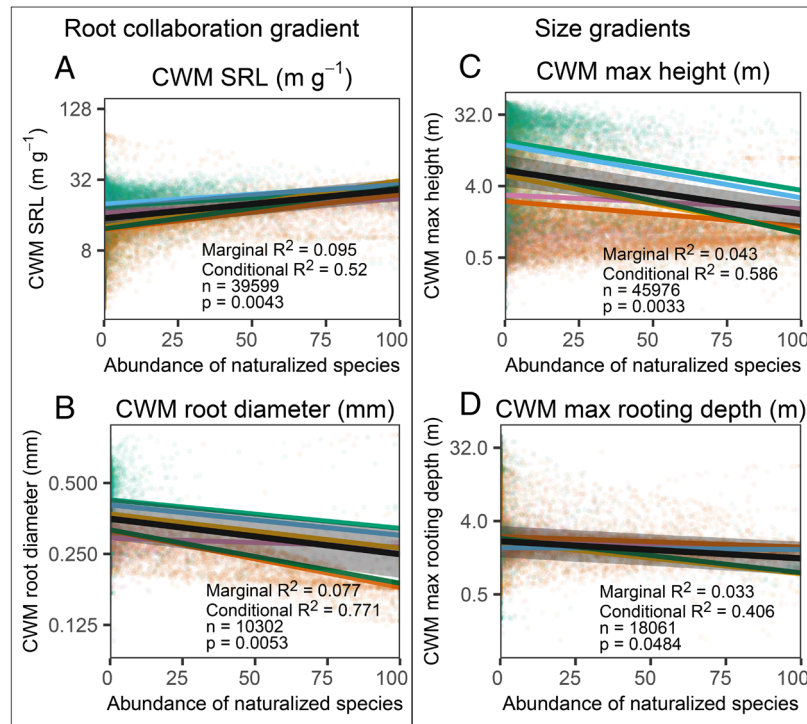 Root collaboration gradient
A
CWM SRL (m g⁻¹)
CWM SRL (m g⁻¹)
128
32
8
Marginal R² = 0.095
Conditional R² = 0.52
n = 39599
p = 0.0043
0 25 50 75 100
Abundance of naturalized species
B
CWM root diameter (mm)
CWM root diameter (mm)
0.500
0.250
0.125
Marginal R² = 0.077
Conditional R² = 0.771
n = 10302
p = 0.0053
0 25 50 75 100
Abundance of naturalized species
Size gradients
C
CWM max height (m)
CWM max height (m)
32.0
4.0
0.5
Marginal R² = 0.043
Conditional R² = 0.586
n = 45976
p = 0.0033
0 25 50 75 100
Abundance of naturalized species
D
CWM max rooting depth (m)
CWM max rooting depth (m)
32.0
4.0
0.5
Marginal R² = 0.033
Conditional R² = 0.406
n = 18061
p = 0.0484
0 25 50 75 100
Abundance of naturalized species